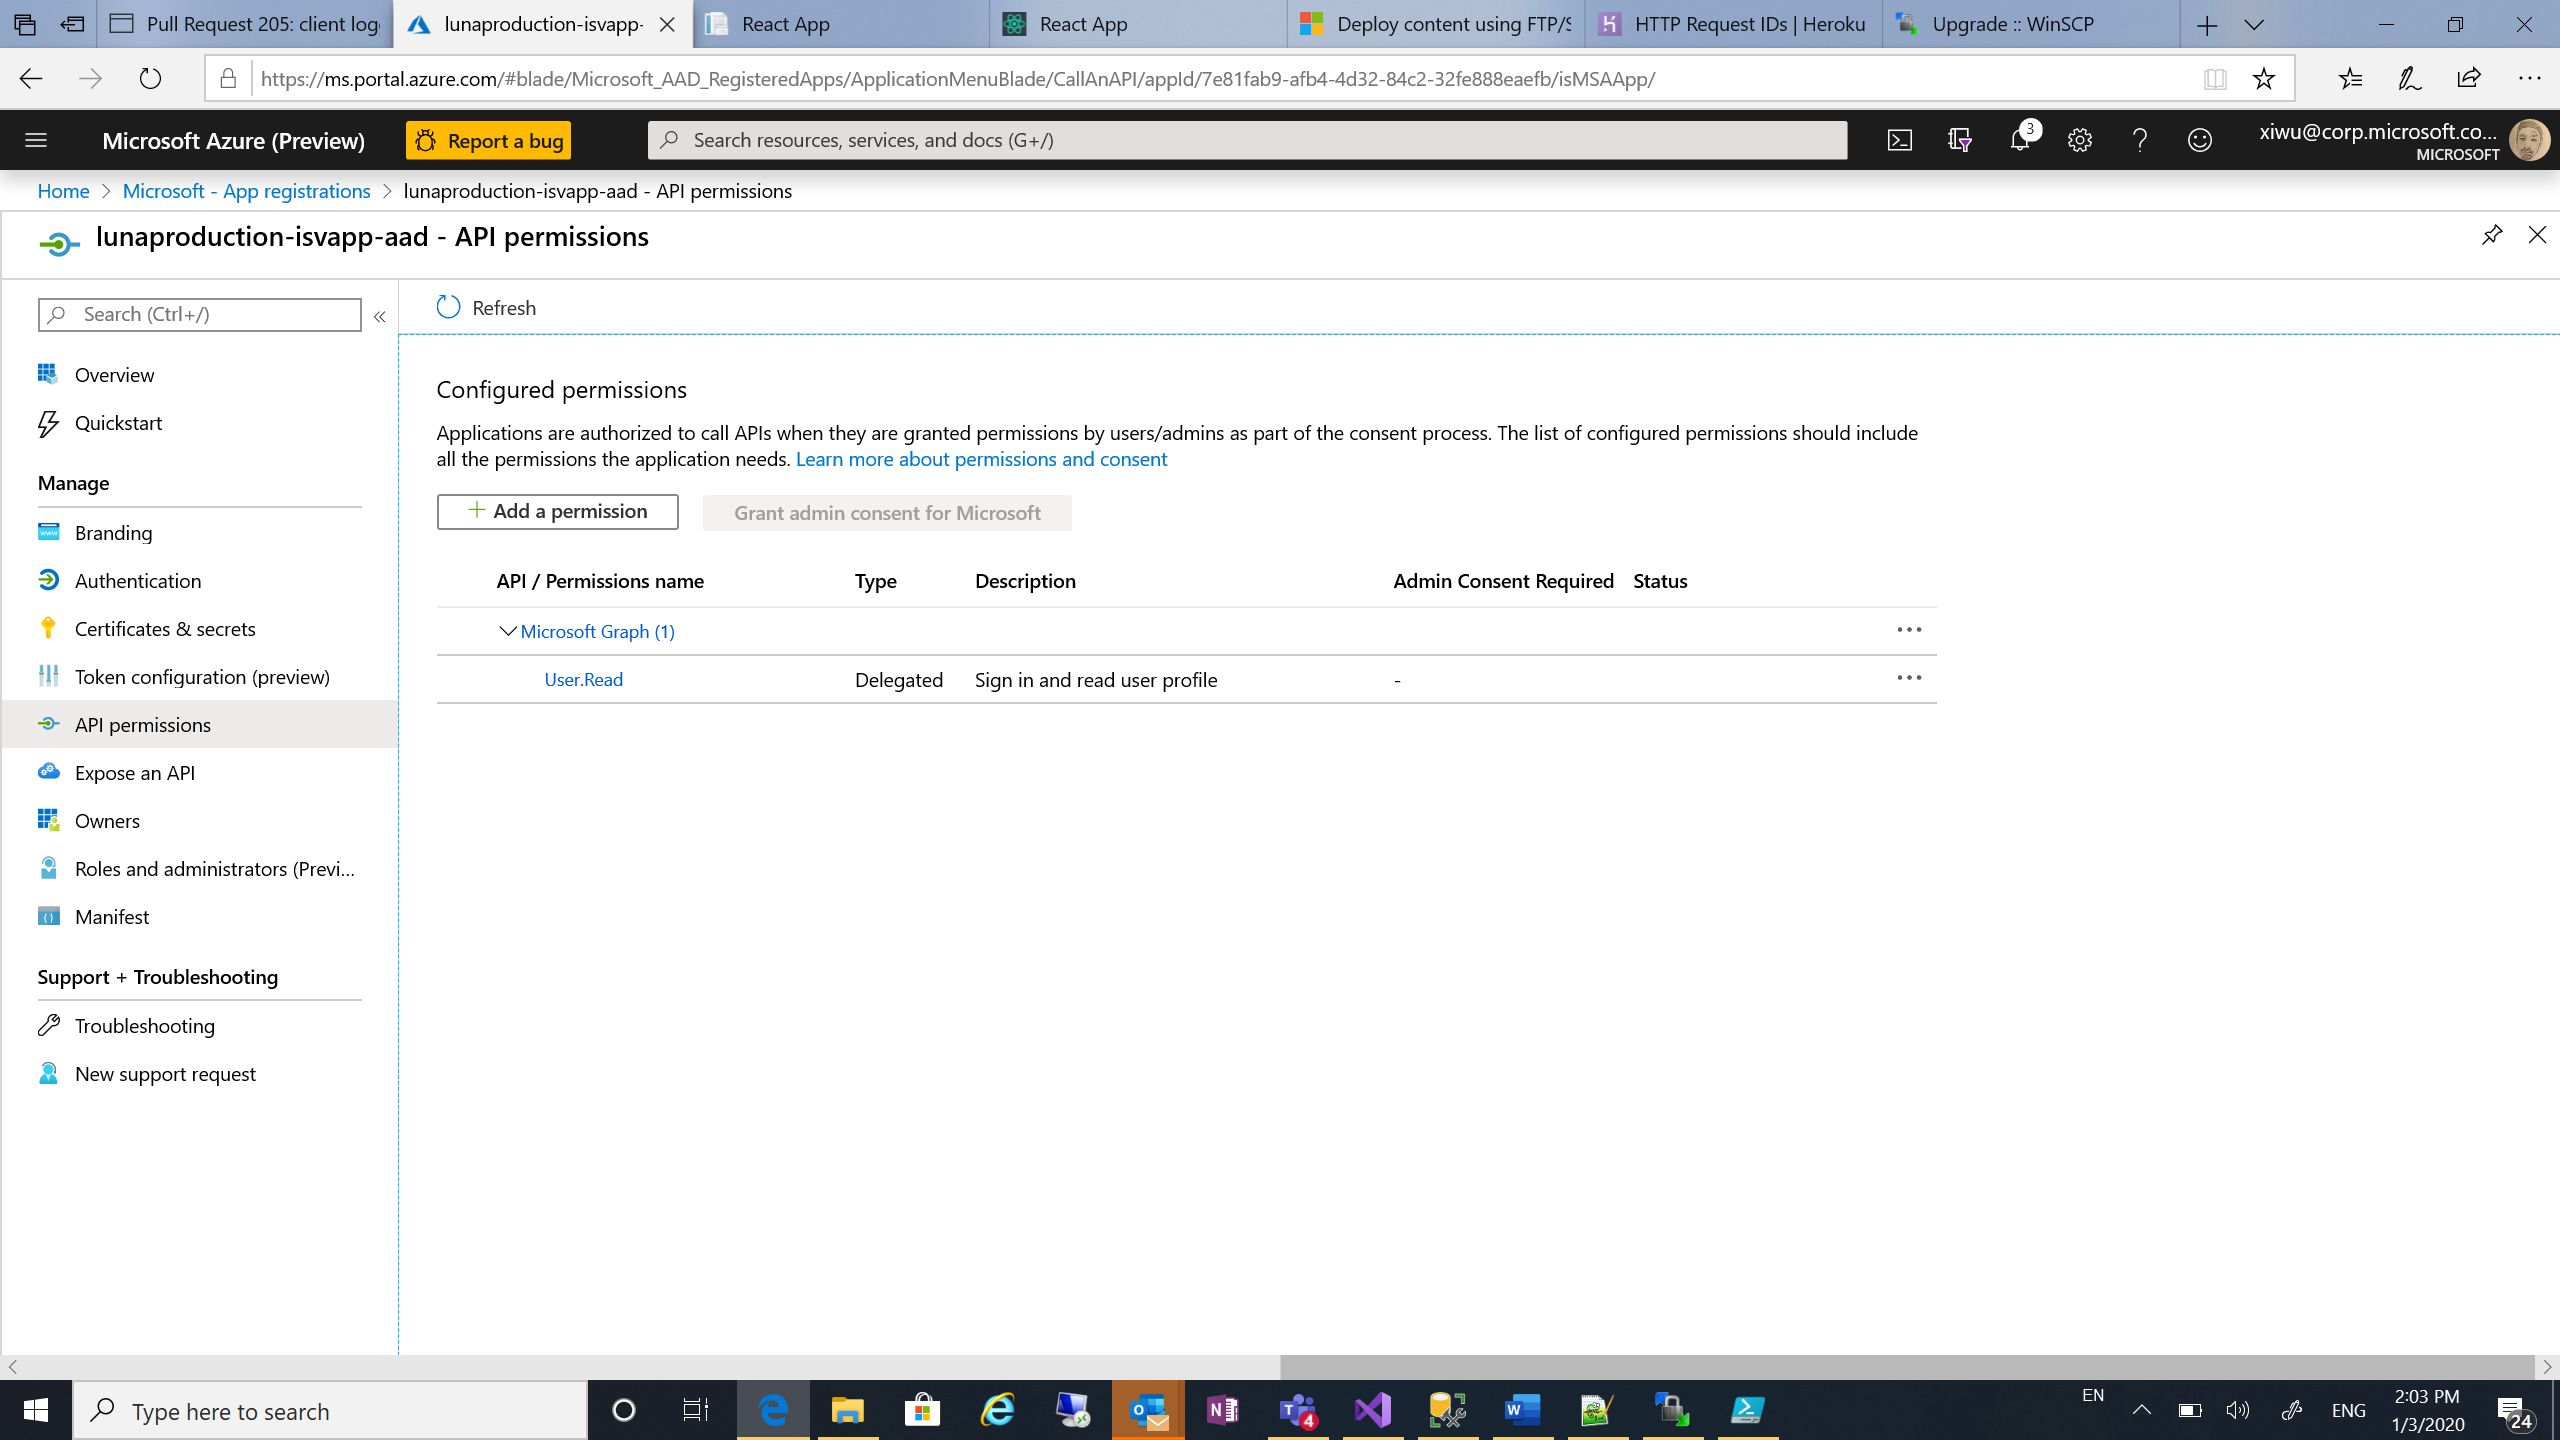 Pull Request 205: client log
lunaproduction-isvapp-
React App
React App
Deploy content using FTP/S
HTTP Request IDs | Heroku
Upgrade :: WinSCP
https://ms.portal.azure.com/#blade/Microsoft_AAD_RegisteredApps/ApplicationMenuBlade/CallAnAPI/appId/7e81fab9-afb4-4d32-84c2-32fe888eaefb/isMSAApp/
Microsoft Azure (Preview)
Report a bug
Search resources, services, and docs (G+/)
3
xiwu@corp.microsoft.co...
MICROSOFT
Home > Microsoft - App registrations > lunaproduction-isvapp-aad - API permissions
lunaproduction-isvapp-aad - API permissions
Search (Ctrl+/)
«
Overview
Quickstart
Manage
Branding
Authentication
Certificates & secrets
Token configuration (preview)
API permissions
Expose an API
Owners
Roles and administrators (Previ...
Manifest
Support + Troubleshooting
Troubleshooting
New support request
Refresh
Configured permissions
Applications are authorized to call APIs when they are granted permissions by users/admins as part of the consent process. The list of configured permissions should include
all the permissions the application needs. Learn more about permissions and consent
+ Add a permission
Grant admin consent for Microsoft
API / Permissions name Type Description Admin Consent Required Status
Microsoft Graph (1)
User.Read Delegated Sign in and read user profile -
Type here to search
4
EN
ENG
2:03 PM
1/3/2020
24